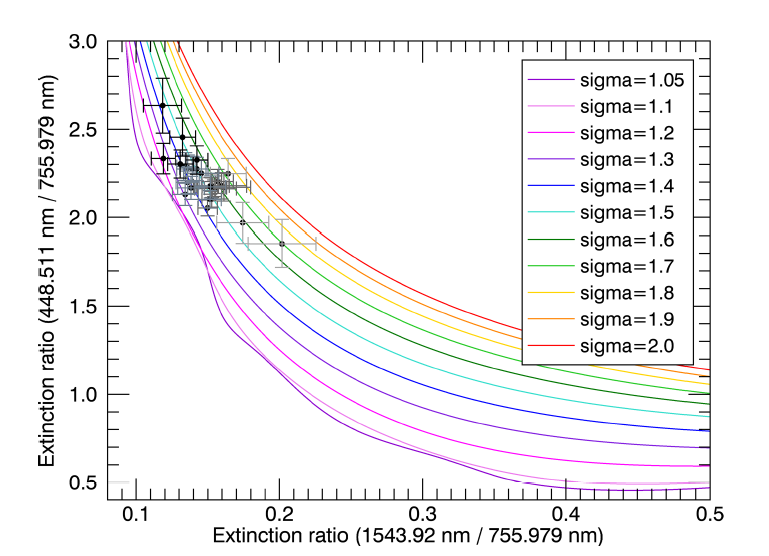 3.0
2.5
2.0
1.5
1.0
0.5
Extinction ratio (448.511 nm / 755.979 nm)
sigma=1.05
sigma=1.1
sigma=1.2
sigma=1.3
sigma=1.4
sigma=1.5
sigma=1.6
sigma=1.7
sigma=1.8
sigma=1.9
sigma=2.0
0.1 0.2 0.3 0.4 0.5
Extinction ratio (1543.92 nm / 755.979 nm)